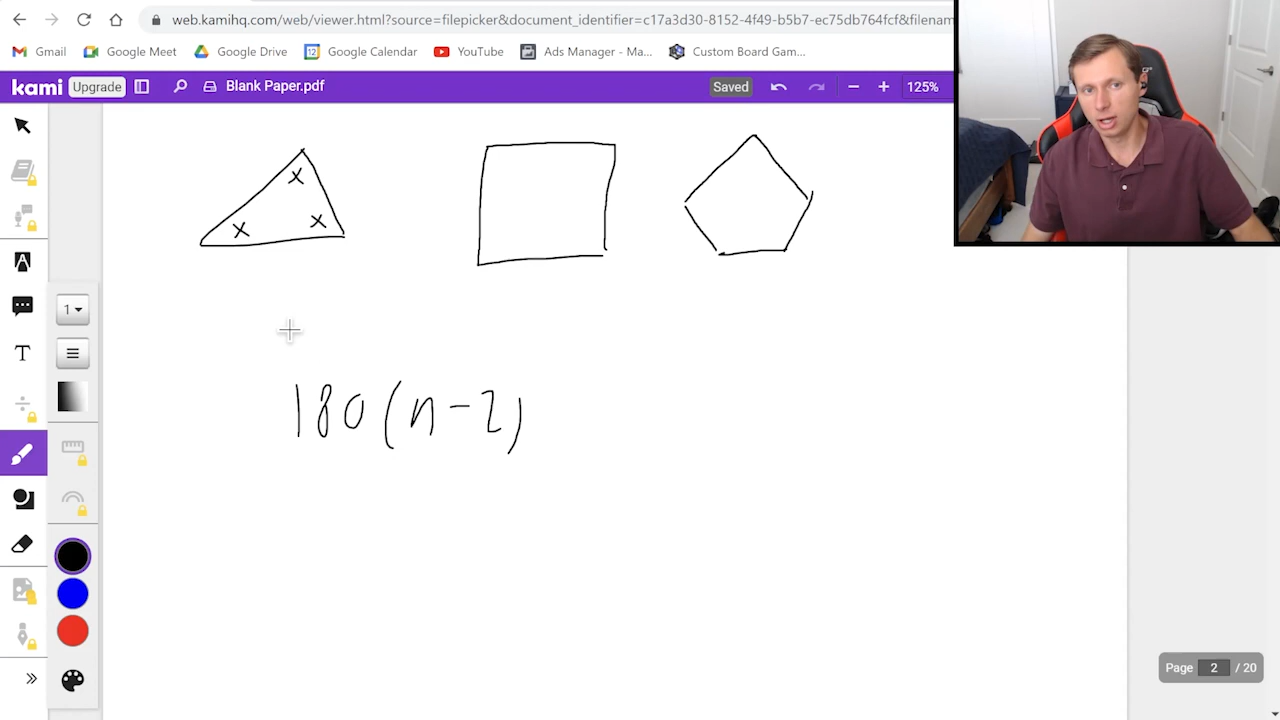 web.kamihq.com/web/viewer.html?source=filepicker&document_identifier=c17a3d30-8152-4f49-b5b7-ec75db764fcf&filenam
Gmail Google Meet Google Drive Google Calendar YouTube Ads Manager - Ma... Custom Board Gam...
kami Upgrade Blank Paper.pdf Saved 125%
x
x x
1
180(n-2)
T
Page 2 / 20